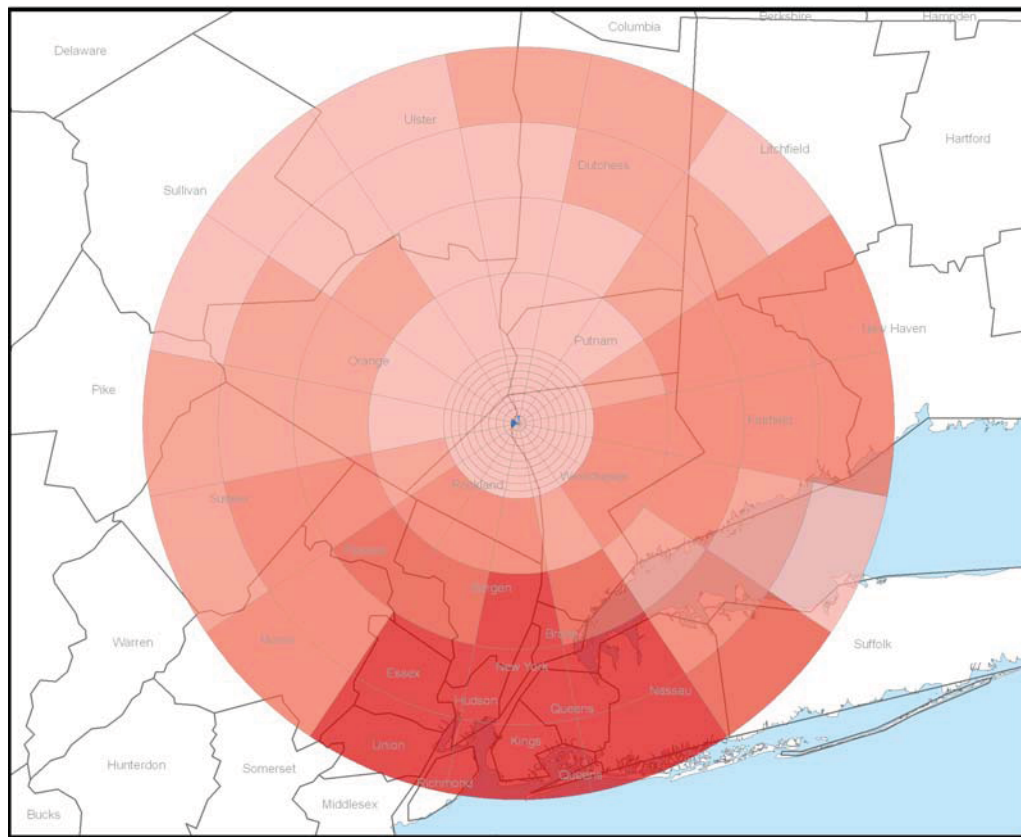 Columbia
Berkshire
Hampden
Delaware
Ulster
Litchfield
Hartford
Dutchess
Sullivan
New Haven
Putnam
Orange
Pike
Fairfield
Westchester
Rockland
Sussex
Passaic
Bergen
Warren
Morris
Bronx
Suffolk
New York
Essex
Nassau
Hudson
Queens
Kings
Union
Hunterdon
Somerset
Queens
Richmond
Middlesex
Bucks